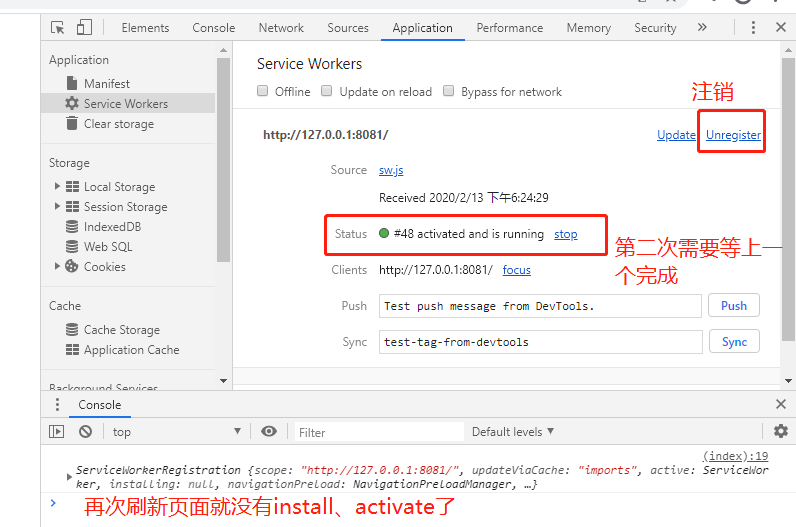 Elements Console Network Sources Application Performance Memory Security »
Application
Manifest
Service Workers
Clear storage
Storage
Local Storage
Session Storage
IndexedDB
Web SQL
Cookies
Cache
Cache Storage
Application Cache
Background Services
Service Workers
Offline Update on reload Bypass for network
注销
http://127.0.0.1:8081/ Update Unregister
Source sw.js
Received 2020/2/13 下午6:24:29
Status #48 activated and is running stop
第二次需要等上一
个完成
Clients http://127.0.0.1:8081/ focus
Push Test push message from DevTools. Push
Sync test-tag-from-devtools Sync
Console
top Filter Default levels
(index):19
ServiceWorkerRegistration {scope: "http://127.0.0.1:8081/", updateViaCache: "imports", active: ServiceWor
ker, installing: null, navigationPreload: NavigationPreloadManager, …}
再次刷新页面就没有install、activate了